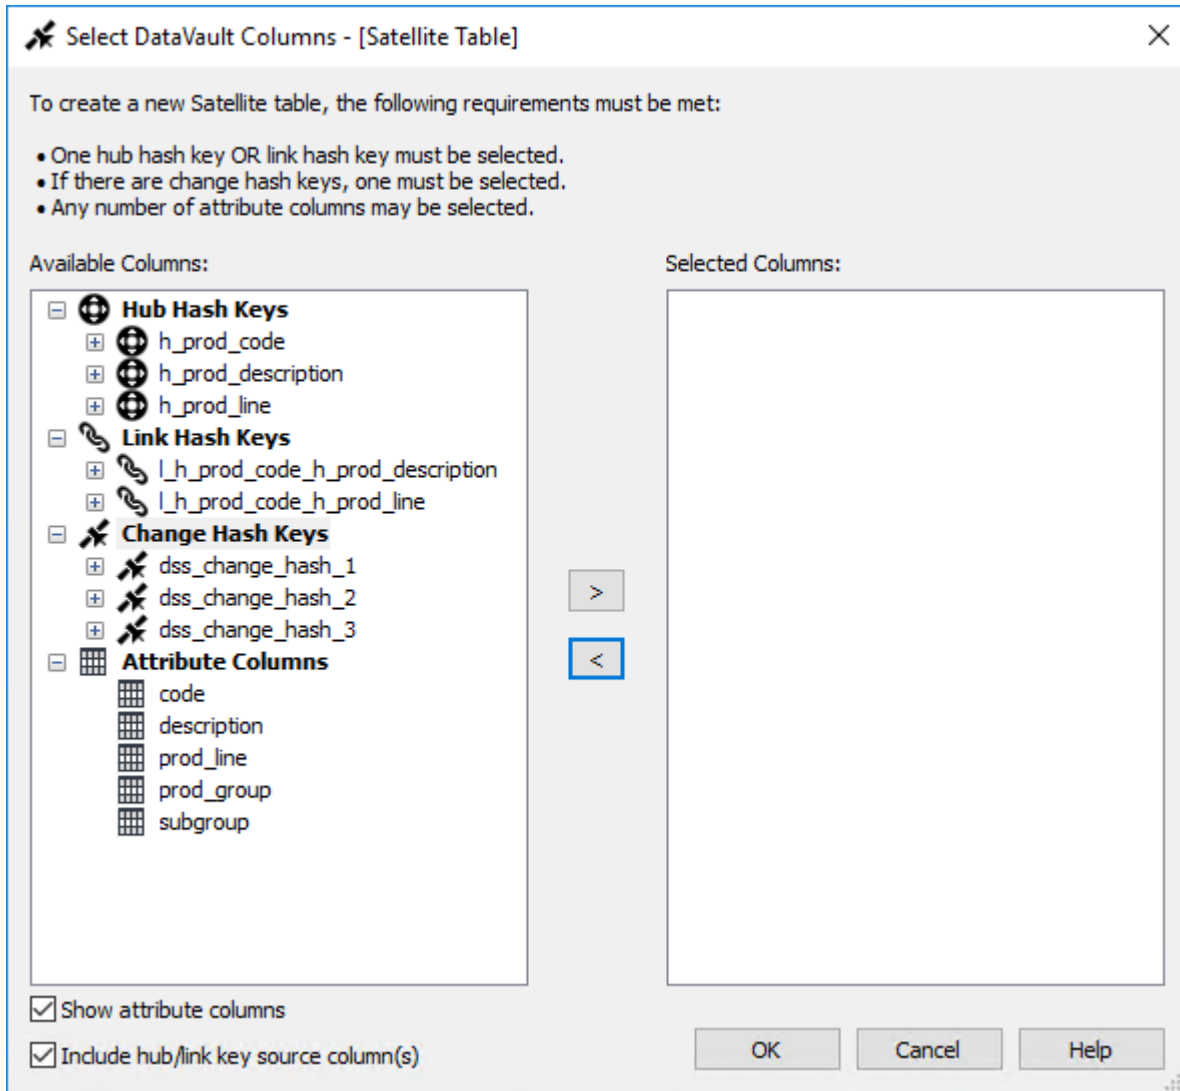 Select DataVault Columns - [Satellite Table]
To create a new Satellite table, the following requirements must be met:
• One hub hash key OR link hash key must be selected.
• If there are change hash keys, one must be selected.
• Any number of attribute columns may be selected.
Available Columns:
Selected Columns:
Hub Hash Keys
h_prod_code
h_prod_description
h_prod_line
Link Hash Keys
l_h_prod_code_h_prod_description
l_h_prod_code_h_prod_line
Change Hash Keys
dss_change_hash_1
dss_change_hash_2
dss_change_hash_3
Attribute Columns
code
description
prod_line
prod_group
subgroup
>
<
Show attribute columns
Include hub/link key source column(s)
OK
Cancel
Help